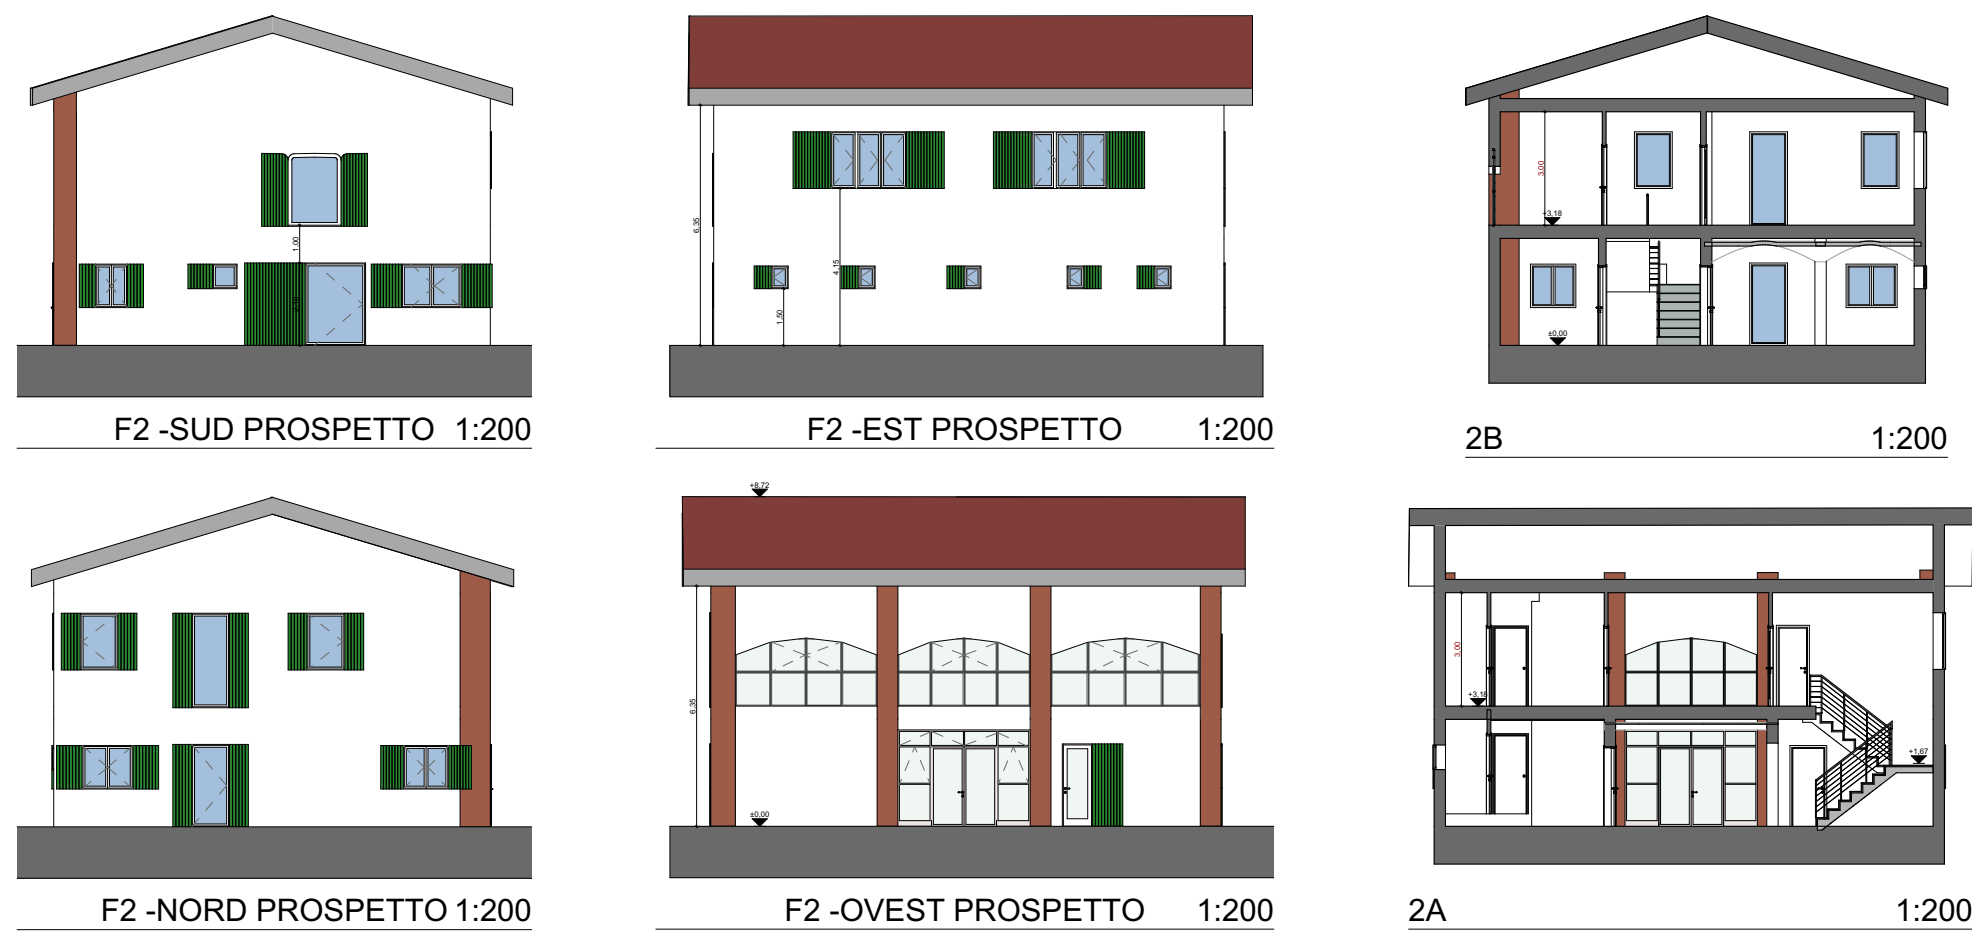 1.00
F2 -SUD PROSPETTO 1:200
6.35
4.15
1.50
F2 -EST PROSPETTO 1:200
3.00
+3,18
±0,00
2B 1:200
F2 -NORD PROSPETTO 1:200
+8,72
6.35
±0,00
F2 -OVEST PROSPETTO 1:200
3.00
+3,18
+1,67
2A 1:200